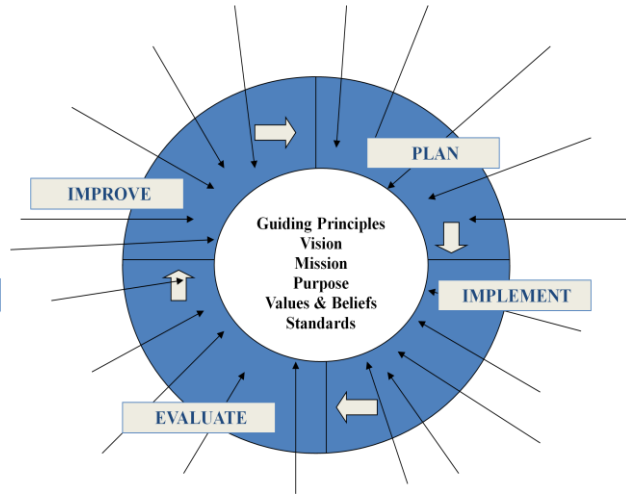 PLAN
IMPROVE
Guiding Principles
Vision
Mission
Purpose
Values & Beliefs
Standards
IMPLEMENT
EVALUATE